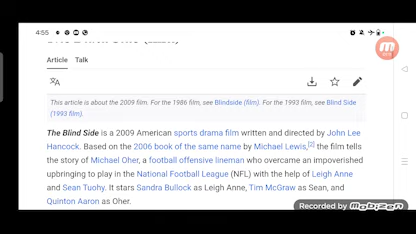 4:55
Article Talk
This article is about the 2009 film. For the 1986 film, see Blindside (film). For the 1993 film, see Blind Side
(1993 film).
The Blind Side is a 2009 American sports drama film written and directed by John Lee
Hancock. Based on the 2006 book of the same name by Michael Lewis,[2] the film tells
the story of Michael Oher, a football offensive lineman who overcame an impoverished
upbringing to play in the National Football League (NFL) with the help of Leigh Anne
and Sean Tuohy. It stars Sandra Bullock as Leigh Anne, Tim McGraw as Sean, and
Quinton Aaron as Oher.
Recorded by MOBIZEN